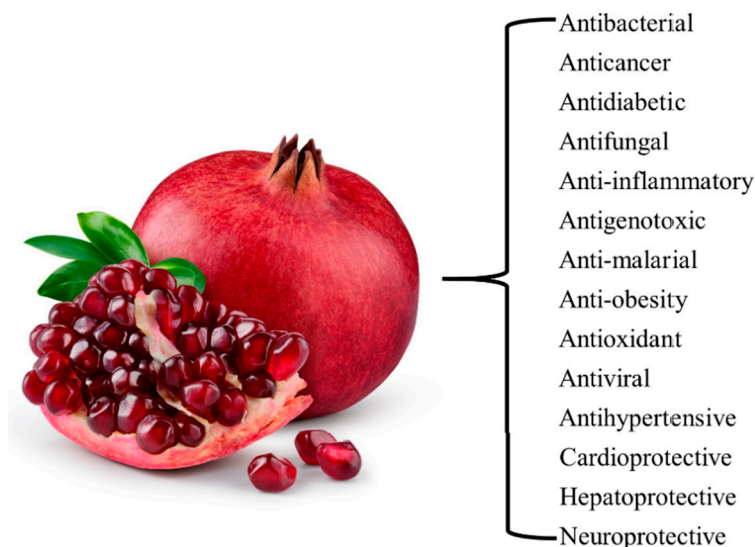 Antibacterial
Anticancer
Antidiabetic
Antifungal
Anti-inflammatory
Antigenotoxic
Anti-malarial
Anti-obesity
Antioxidant
Antiviral
Antihypertensive
Cardioprotective
Hepatoprotective
Neuroprotective